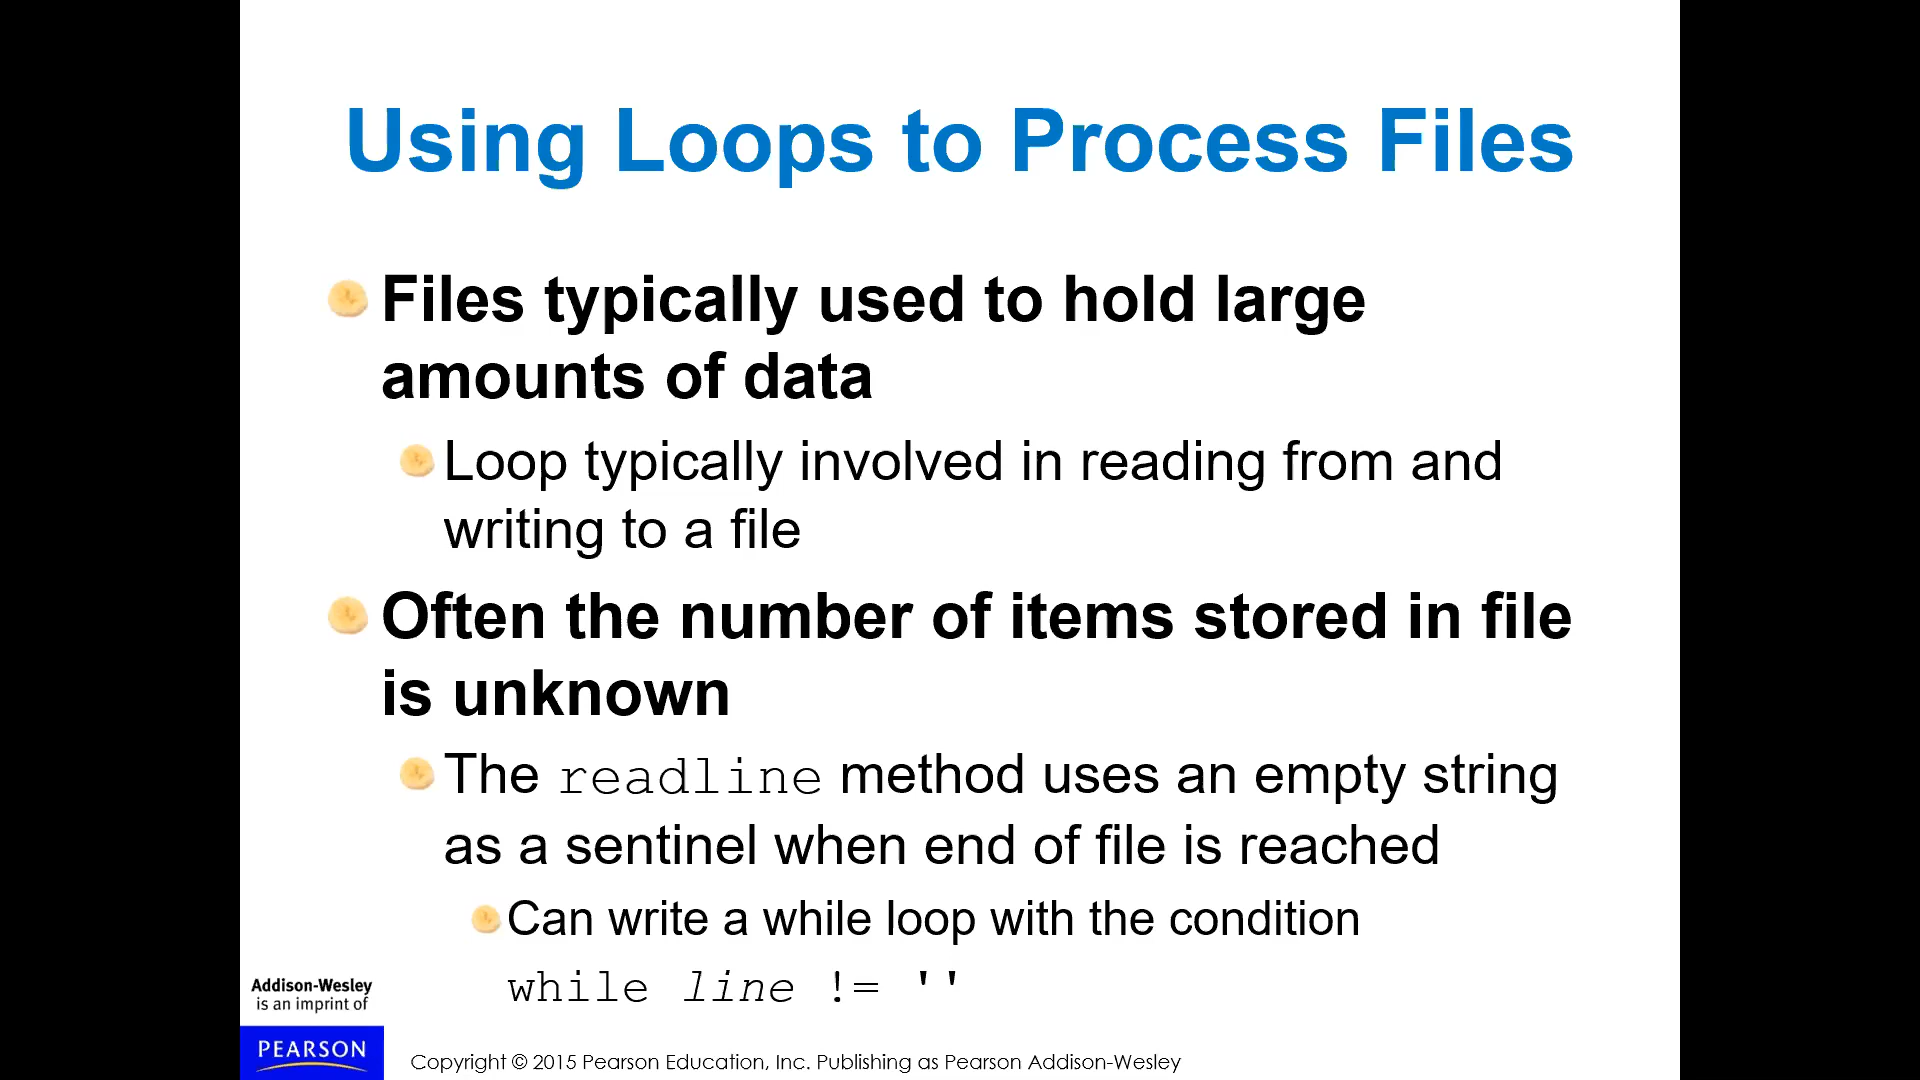 Using Loops to Process Files
Files typically used to hold large
amounts of data
Loop typically involved in reading from and
writing to a file
Often the number of items stored in file
is unknown
The readline method uses an empty string
as a sentinel when end of file is reached
Can write a while loop with the condition
while line != ''
Addison-Wesley
is an imprint of
PEARSON
Copyright © 2015 Pearson Education, Inc. Publishing as Pearson Addison-Wesley